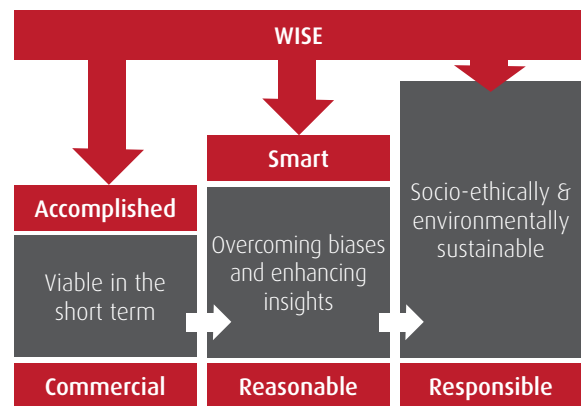 WISE
Accomplished
Viable in the
short term
Commercial
Smart
Overcoming biases
and enhancing
insights
Reasonable
Socio-ethically &
environmentally
sustainable
Responsible